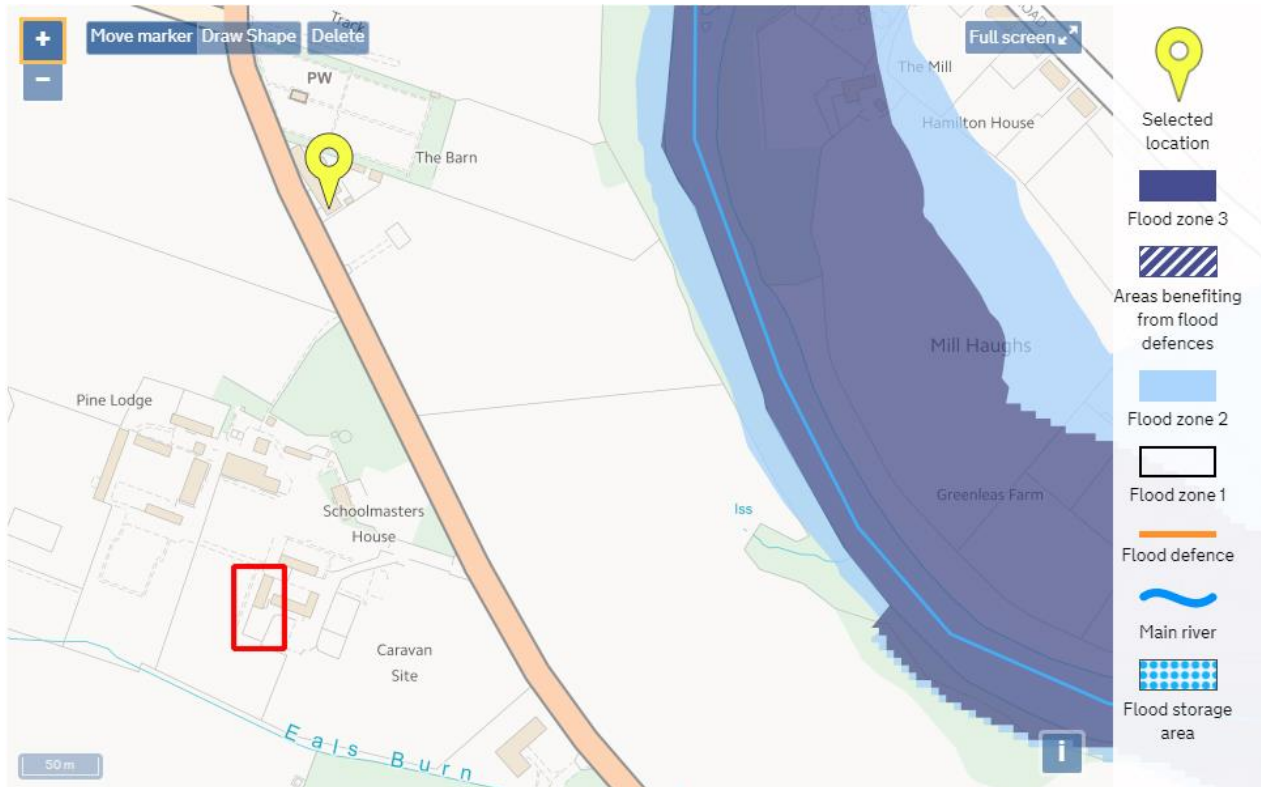 +
Move marker
Draw Shape
Delete
Full screen
−
Track
PW
The Barn
The Mill
Hamilton House
ROAD
Mill Haughs
Pine Lodge
Schoolmasters
House
Iss
Greenleas Farm
Caravan
Site
Eals Burn
50 m
i
Selected
location
Flood zone 3
Areas benefiting
from flood
defences
Flood zone 2
Flood zone 1
Flood defence
Main river
Flood storage
area